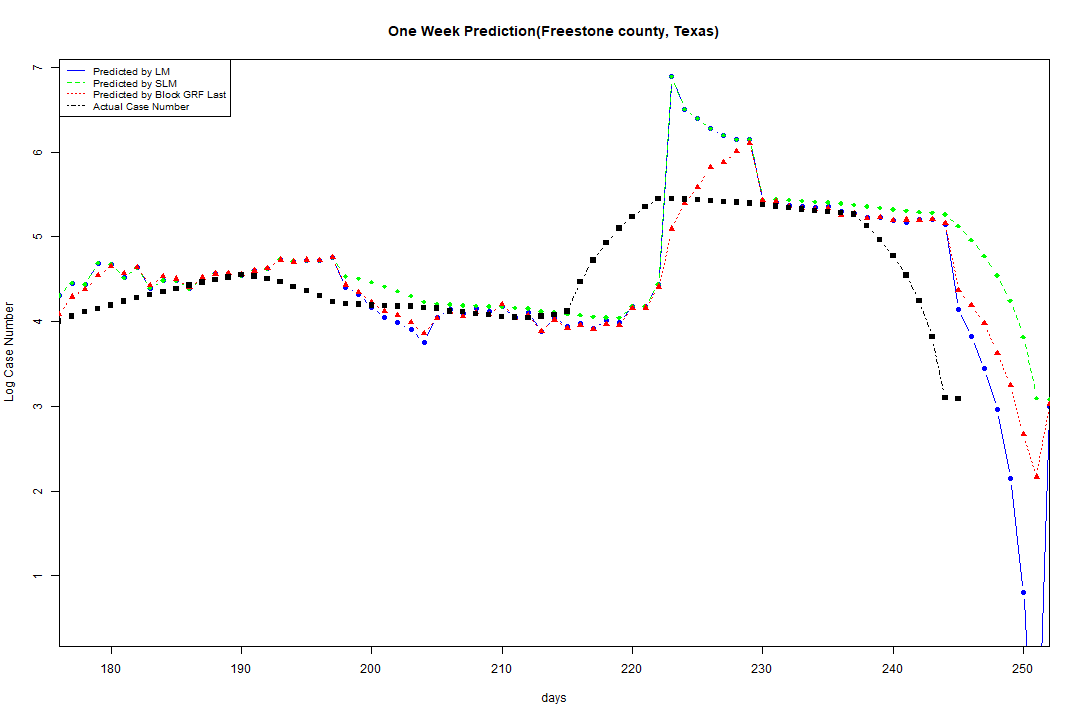 One Week Prediction(Freestone county, Texas)
7
Predicted by LM
Predicted by SLM
Predicted by Block GRF Last
Actual Case Number
6
5
4
3
2
1
Log Case Number
180 190 200 210 220 230 240 250
days